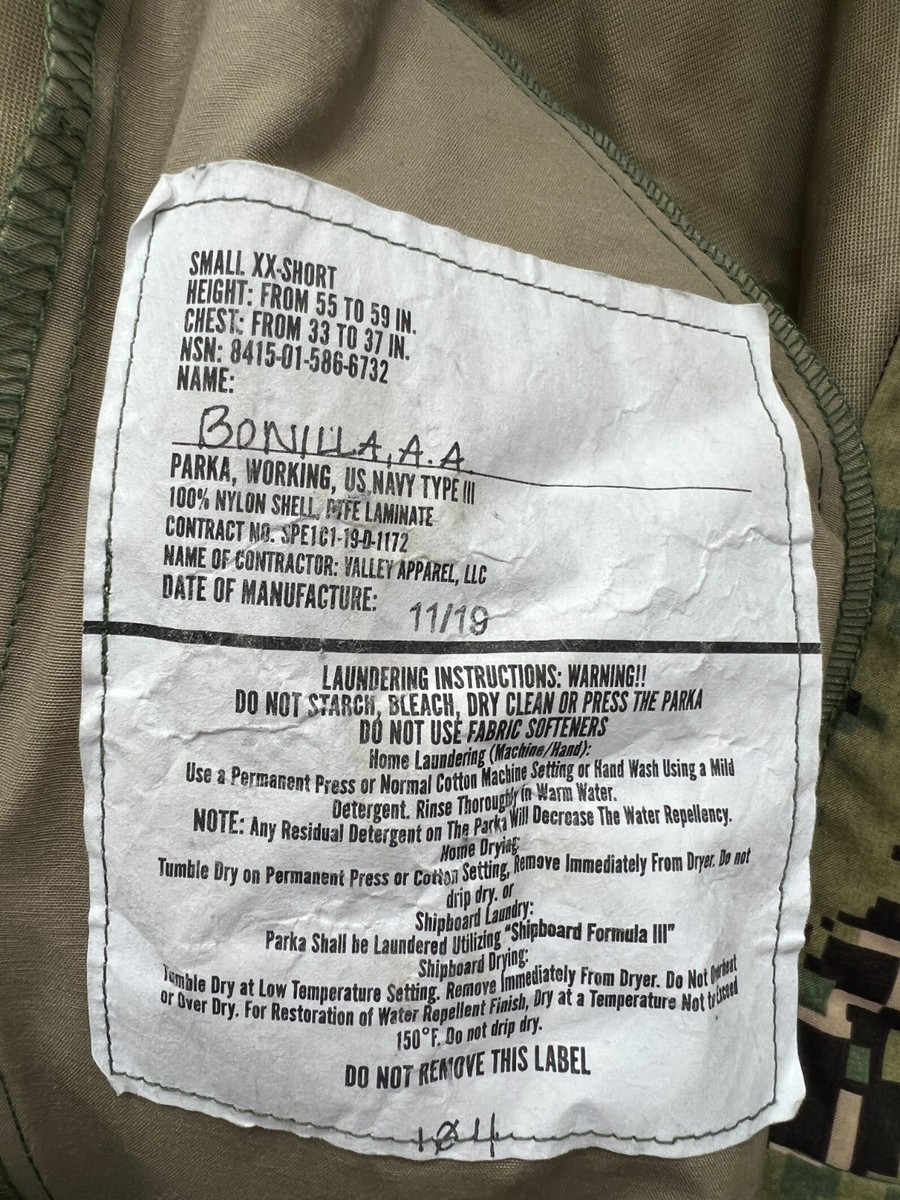 SMALL XX-SHORT
HEIGHT: FROM 55 TO 59 IN.
CHEST: FROM 33 TO 37 IN.
NSN: 8415-01-586-6732
NAME:
BONILLA, A.A.
PARKA, WORKING, US NAVY TYPE III
100% NYLON SHELL, PTFE LAMINATE
CONTRACT NO. SPE1C1-19-D-1172
NAME OF CONTRACTOR: VALLEY APPAREL, LLC
DATE OF MANUFACTURE: 11/19
LAUNDERING INSTRUCTIONS: WARNING!!
DO NOT STARCH, BLEACH, DRY CLEAN OR PRESS THE PARKA
DO NOT USE FABRIC SOFTENERS
Home Laundering (Machine/Hand):
Use a Permanent Press or Normal Cotton Machine Setting or Hand Wash Using a Mild
Detergent. Rinse Thoroughly in Warm Water.
NOTE: Any Residual Detergent on The Parka Will Decrease The Water Repellency.
Home Drying:
Tumble Dry on Permanent Press or Cotton Setting, Remove Immediately From Dryer. Do not
drip dry. or
Shipboard Laundry:
Parka Shall be Laundered Utilizing "Shipboard Formula III"
Shipboard Drying:
Tumble Dry at Low Temperature Setting. Remove Immediately From Dryer. Do Not Overheat
or Over Dry. For Restoration of Water Repellent Finish, Dry at a Temperature Not to Exceed
150°F. Do not drip dry.
DO NOT REMOVE THIS LABEL